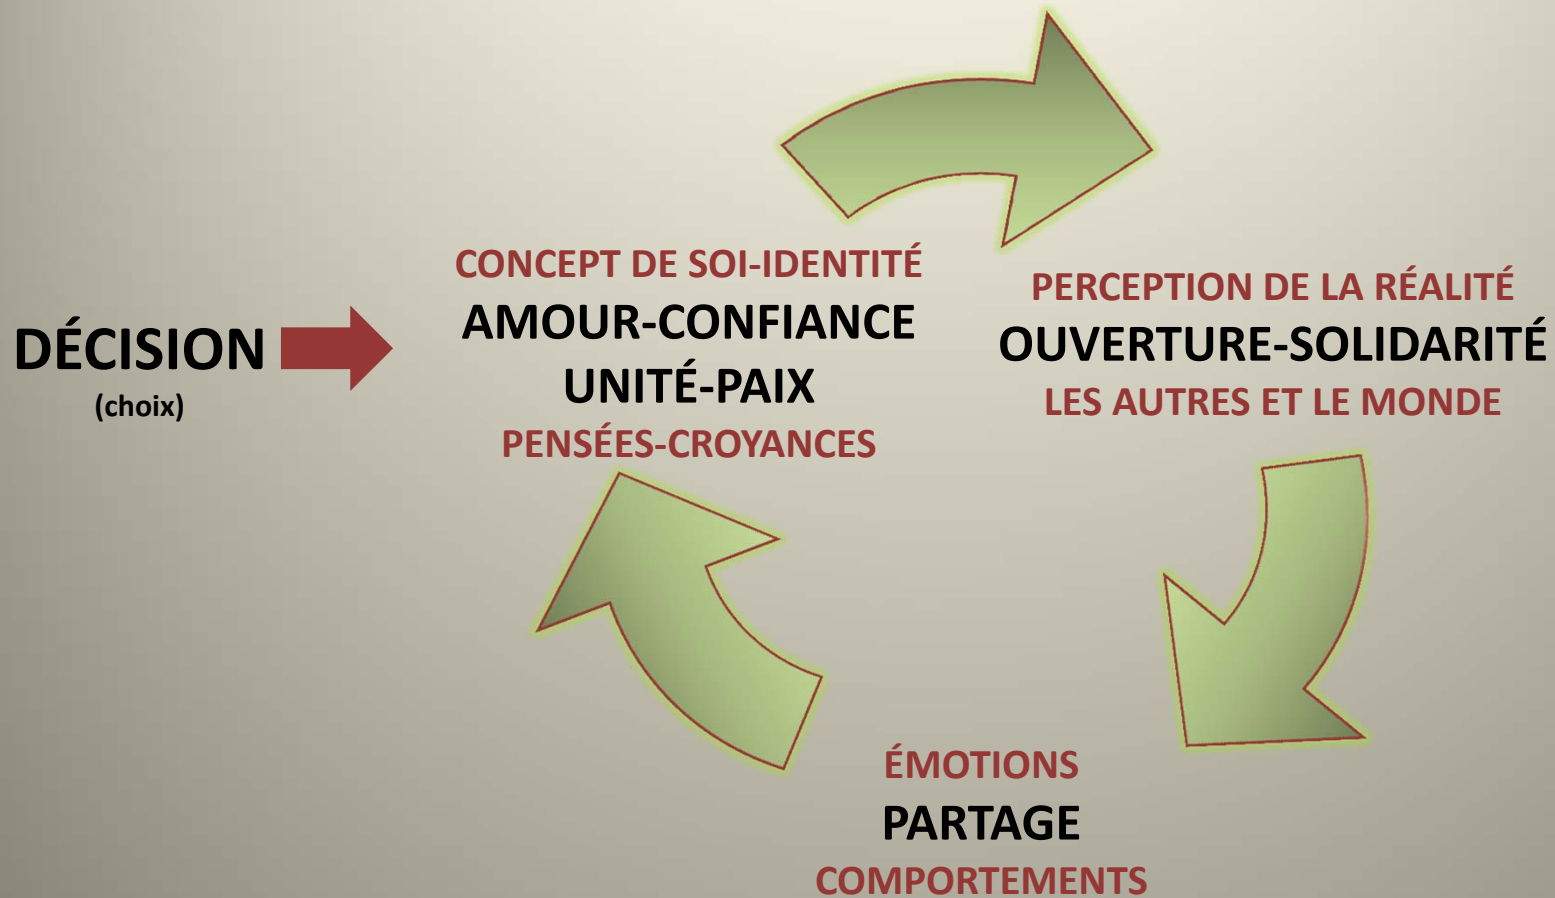 DÉCISION
(choix)
CONCEPT DE SOI-IDENTITÉ
AMOUR-CONFIANCE
UNITÉ-PAIX
PENSÉES-CROYANCES
PERCEPTION DE LA RÉALITÉ
OUVERTURE-SOLIDARITÉ
LES AUTRES ET LE MONDE
ÉMOTIONS
PARTAGE
COMPORTEMENTS